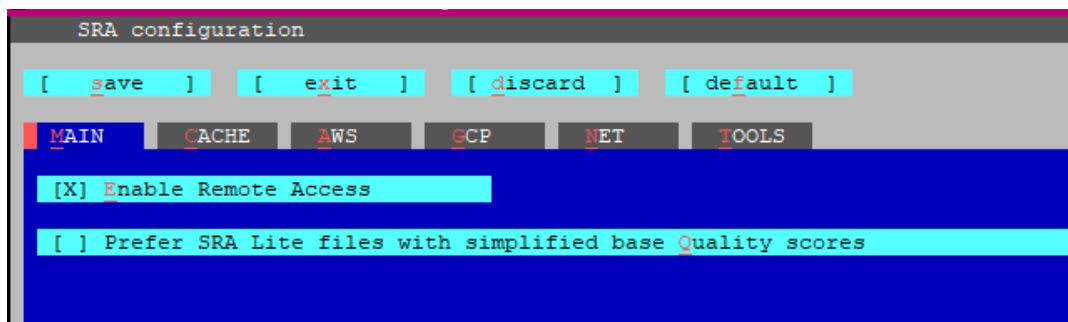 SRA configuration
[ save ] [ exit ] [ discard ] [ default ]
MAIN CACHE AWS GCP NET TOOLS
[X] Enable Remote Access
[ ] Prefer SRA Lite files with simplified base Quality scores